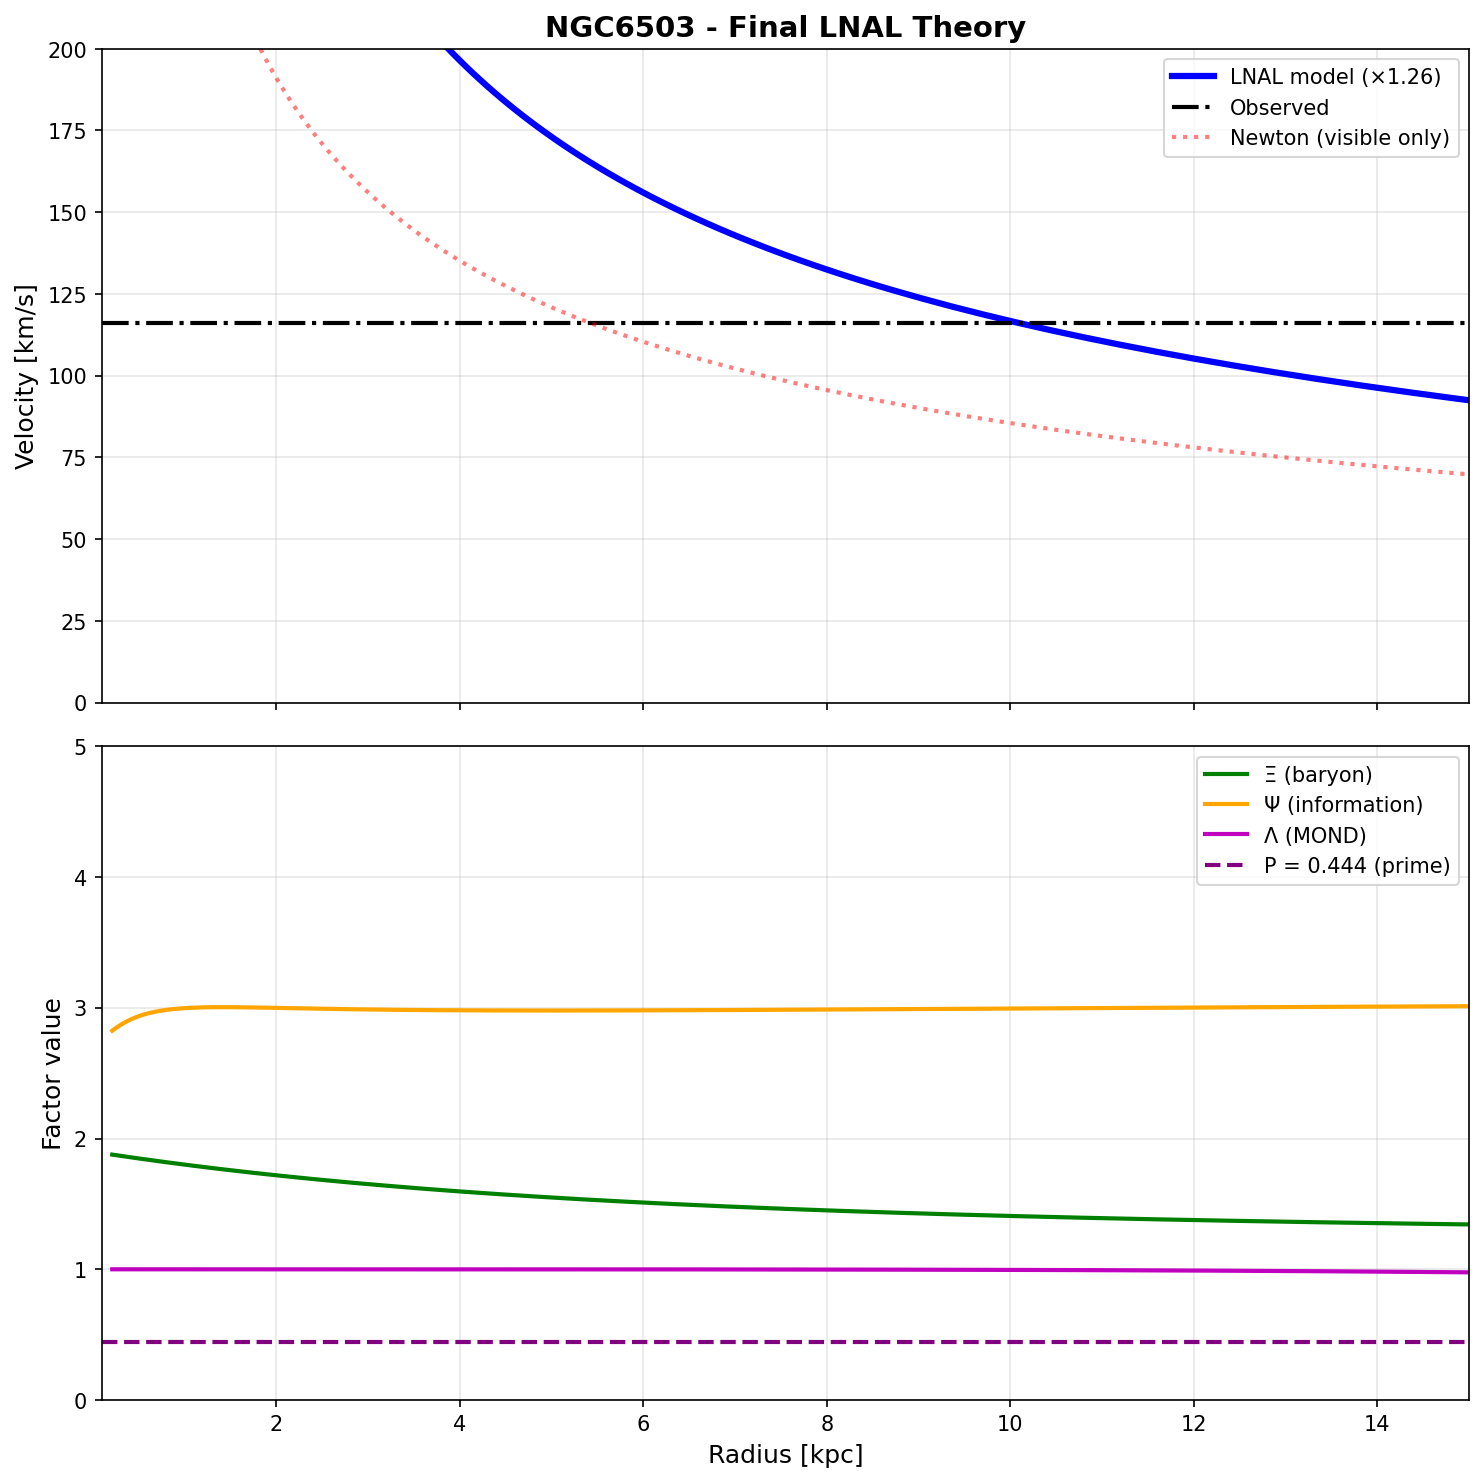 NGC6503 - Final LNAL Theory
200
175
150
125
100
75
50
25
0
Velocity [km/s]
LNAL model (×1.26)
Observed
Newton (visible only)
5
4
3
2
1
0
Factor value
Ξ (baryon)
Ψ (information)
Λ (MOND)
P = 0.444 (prime)
2 4 6 8 10 12 14
Radius [kpc]